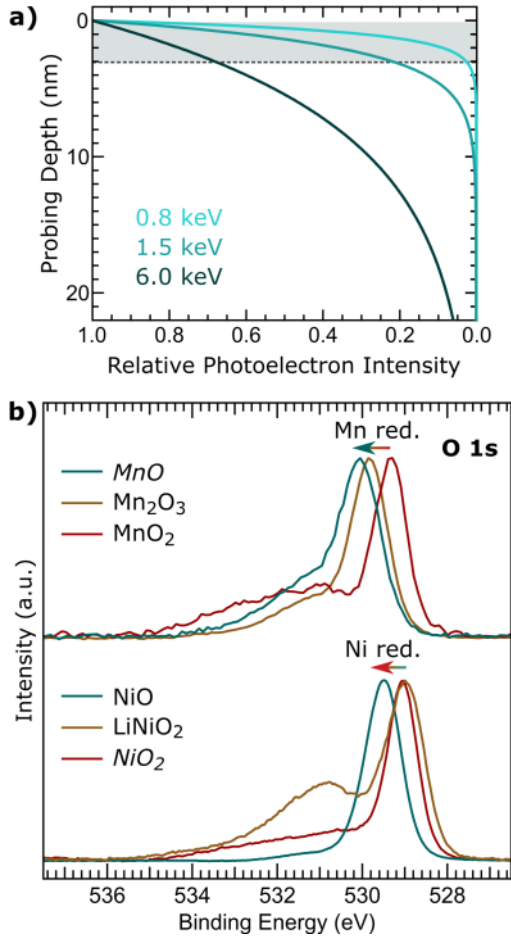 a)
0
10
20
Probing Depth (nm)
0.8 keV
1.5 keV
6.0 keV
1.0 0.8 0.6 0.4 0.2 0.0
Relative Photoelectron Intensity
b)
O 1s
Mn red.
MnO
Mn₂O₃
MnO₂
Ni red.
NiO
LiNiO₂
NiO₂
Intensity (a.u.)
536 534 532 530 528
Binding Energy (eV)